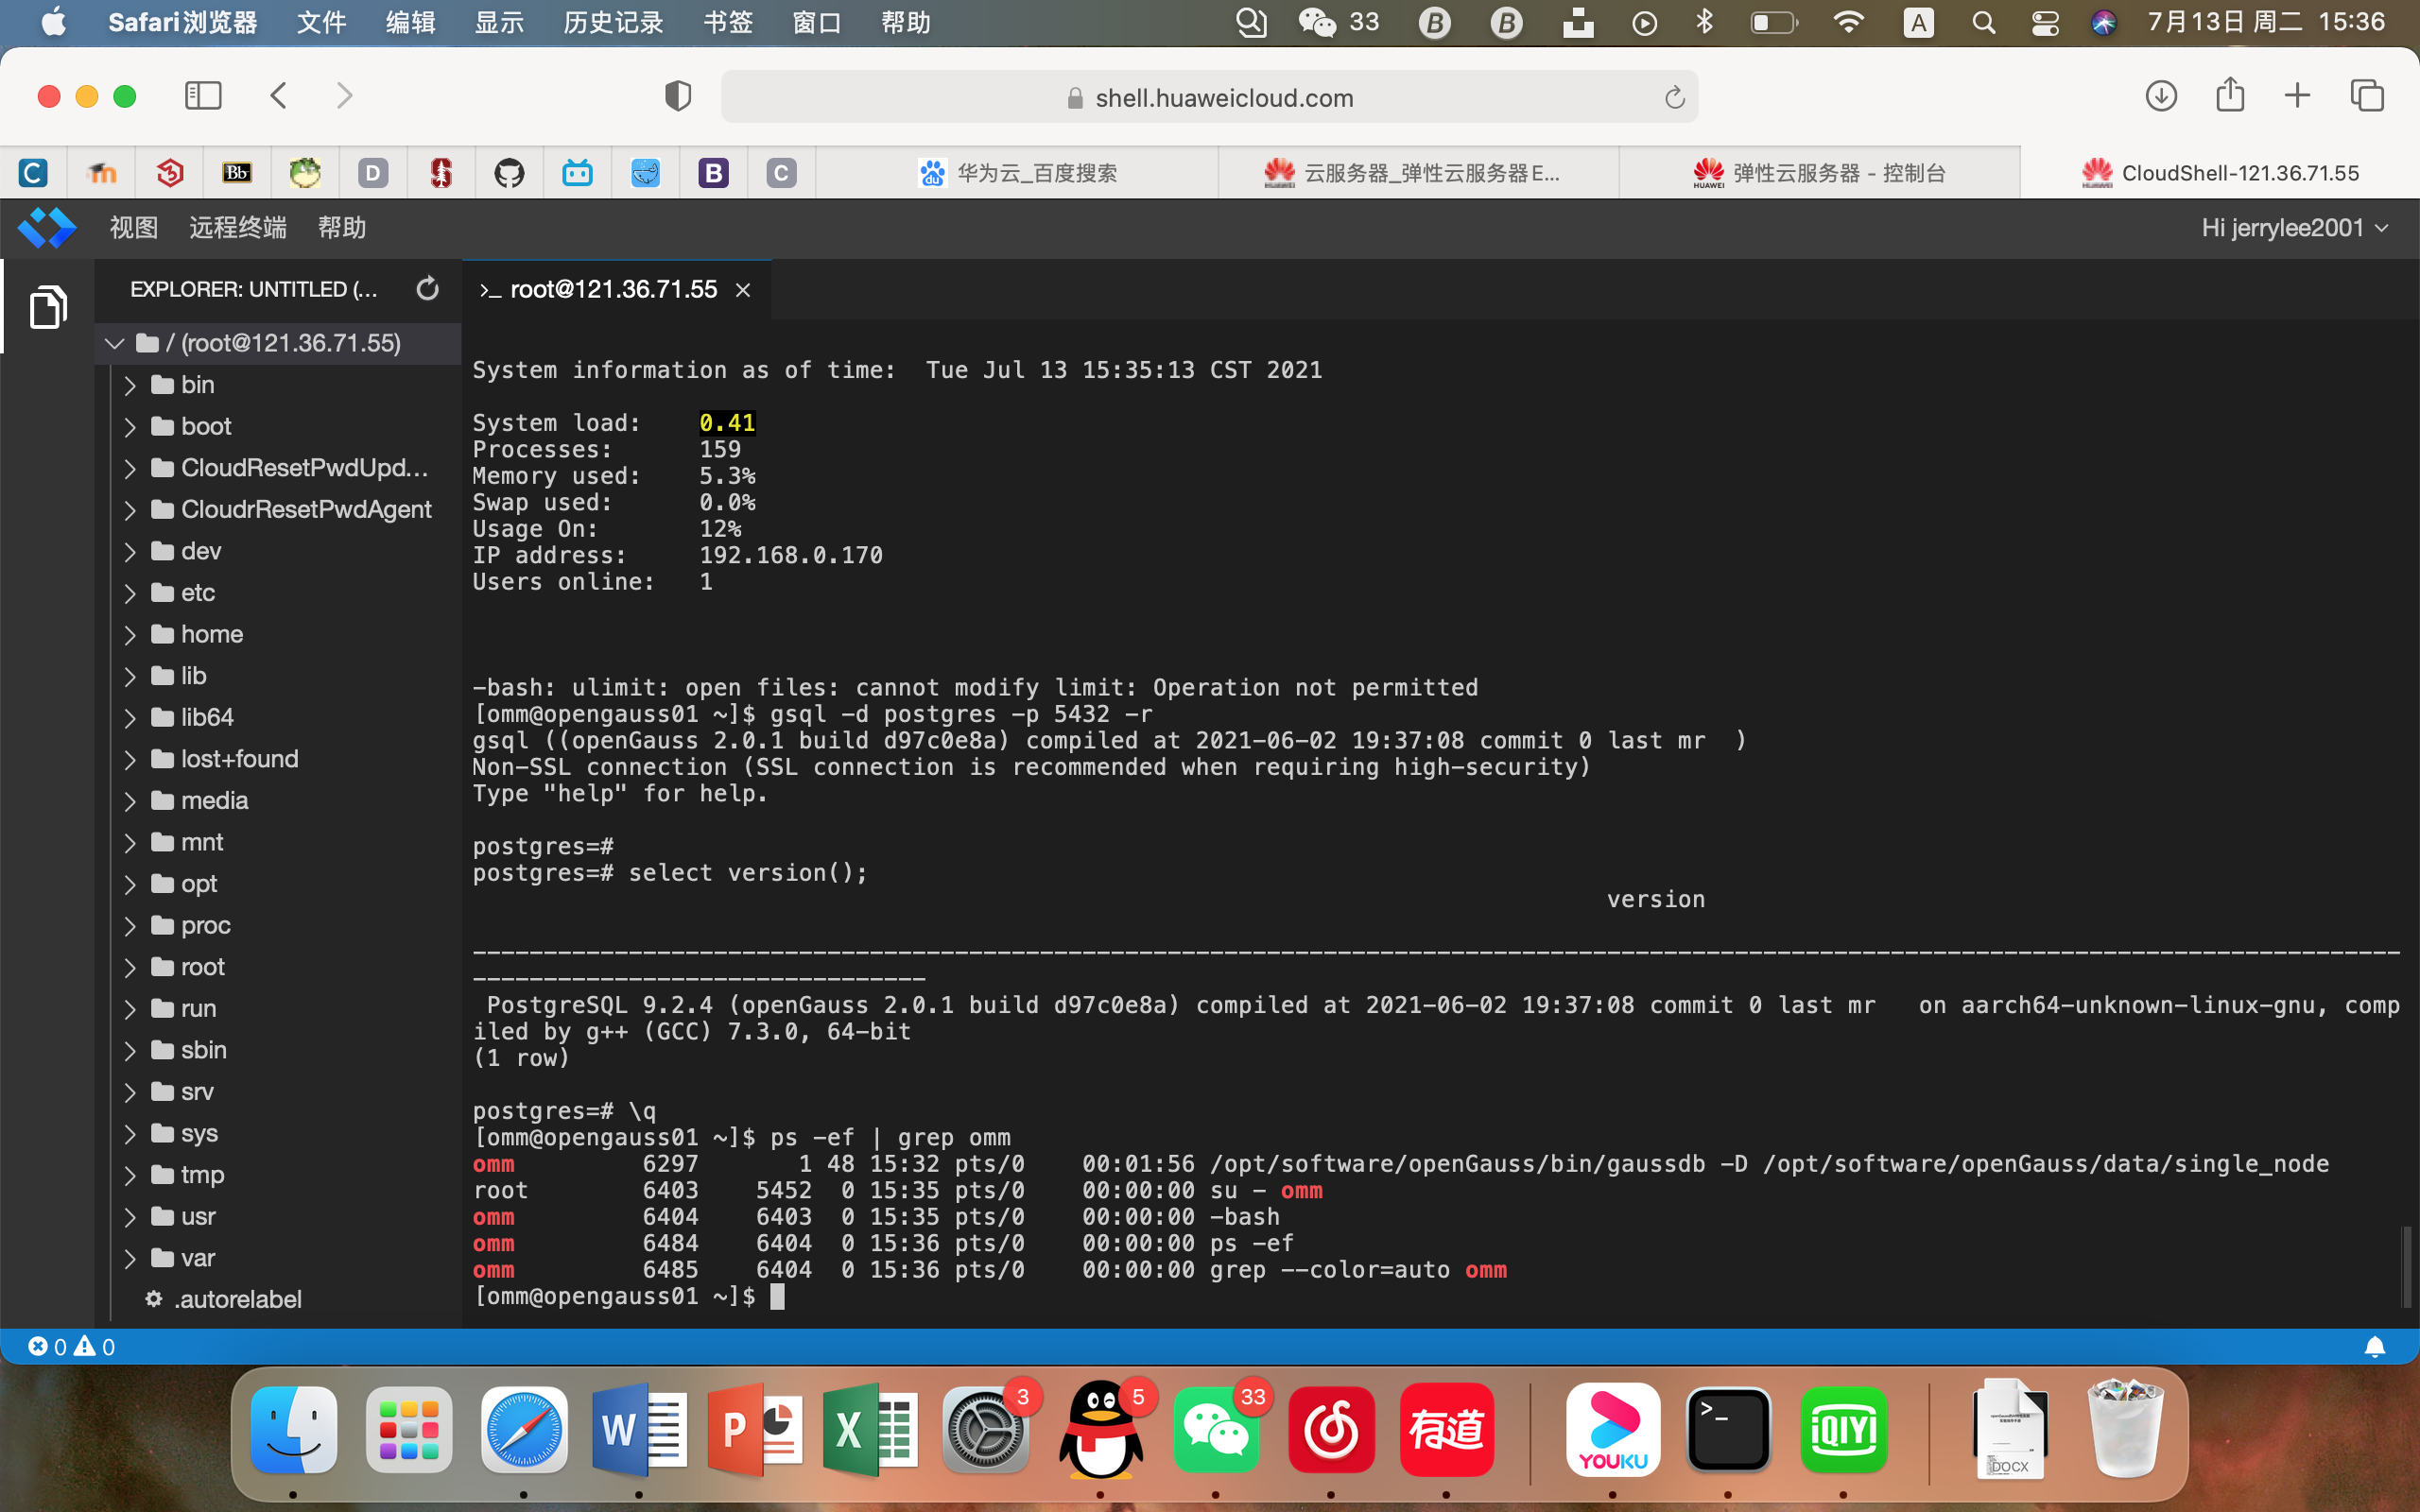 Safari浏览器 文件 编辑 显示 历史记录 书签 窗口 帮助 33 B B A 7月13日 周二 15:36
shell.huaweicloud.com
C Bb D B C du 华为云_百度搜索 HUAWEI 云服务器_弹性云服务器E... HUAWEI 弹性云服务器 - 控制台 HUAWEI CloudShell-121.36.71.55
视图 远程终端 帮助 Hi jerrylee2001
EXPLORER: UNTITLED (...
/ (root@121.36.71.55)
bin
boot
CloudResetPwdUpd...
CloudrResetPwdAgent
dev
etc
home
lib
lib64
lost+found
media
mnt
opt
proc
root
run
sbin
srv
sys
tmp
usr
var
.autorelabel
>_ root@121.36.71.55
System information as of time:  Tue Jul 13 15:35:13 CST 2021
System load:    0.41
Processes:      159
Memory used:    5.3%
Swap used:      0.0%
Usage On:       12%
IP address:     192.168.0.170
Users online:   1
-bash: ulimit: open files: cannot modify limit: Operation not permitted
[omm@opengauss01 ~]$ gsql -d postgres -p 5432 -r
gsql ((openGauss 2.0.1 build d97c0e8a) compiled at 2021-06-02 19:37:08 commit 0 last mr  )
Non-SSL connection (SSL connection is recommended when requiring high-security)
Type "help" for help.
postgres=#
postgres=# select version();
version
----------------------------------------------------------------------------------------------------------------------------------------
--------------------------------
PostgreSQL 9.2.4 (openGauss 2.0.1 build d97c0e8a) compiled at 2021-06-02 19:37:08 commit 0 last mr   on aarch64-unknown-linux-gnu, comp
iled by g++ (GCC) 7.3.0, 64-bit
(1 row)
postgres=# \q
[omm@opengauss01 ~]$ ps -ef | grep omm
omm         6297       1 48 15:32 pts/0    00:01:56 /opt/software/openGauss/bin/gaussdb -D /opt/software/openGauss/data/single_node
root        6403    5452  0 15:35 pts/0    00:00:00 su - omm
omm         6404    6403  0 15:35 pts/0    00:00:00 -bash
omm         6484    6404  0 15:36 pts/0    00:00:00 ps -ef
omm         6485    6404  0 15:36 pts/0    00:00:00 grep --color=auto omm
[omm@opengauss01 ~]$
0 0
W P X 3 5 33 有道 YOUKU >_ iQIYI DOCX